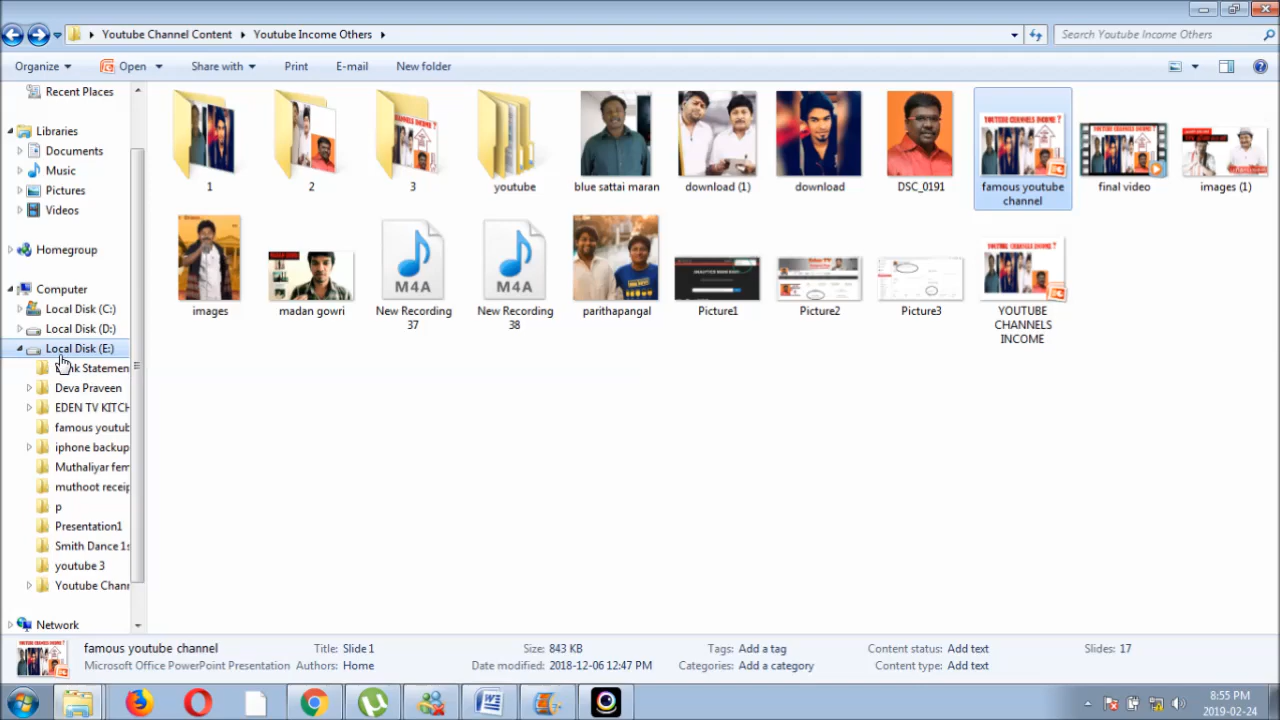 Youtube Channel Content
Youtube Income Others
Search Youtube Income Others
Organize
Open
Share with
Print
E-mail
New folder
Recent Places
Libraries
Documents
Music
Pictures
Videos
Homegroup
Computer
Local Disk (C:)
Local Disk (D:)
Local Disk (E:)
nk Statemen
Deva Praveen
EDEN TV KITCH
famous youtub
iphone backup
Muthaliyar fem
muthoot receip
p
Presentation1
Smith Dance 1s
youtube 3
Youtube Chann
Network
1
2
3
youtube
blue sattai maran
download (1)
download
DSC_0191
famous youtube
channel
final video
images (1)
images
madan gowri
M4A
New Recording
37
M4A
New Recording
38
parithapangal
Picture1
Picture2
Picture3
YOUTUBE
CHANNELS
INCOME
famous youtube channel
Microsoft Office PowerPoint Presentation
Title: Slide 1
Authors: Home
Size: 843 KB
Date modified: 2018-12-06 12:47 PM
Tags: Add a tag
Categories: Add a category
Content status: Add text
Content type: Add text
Slides: 17
8:55 PM
2019-02-24